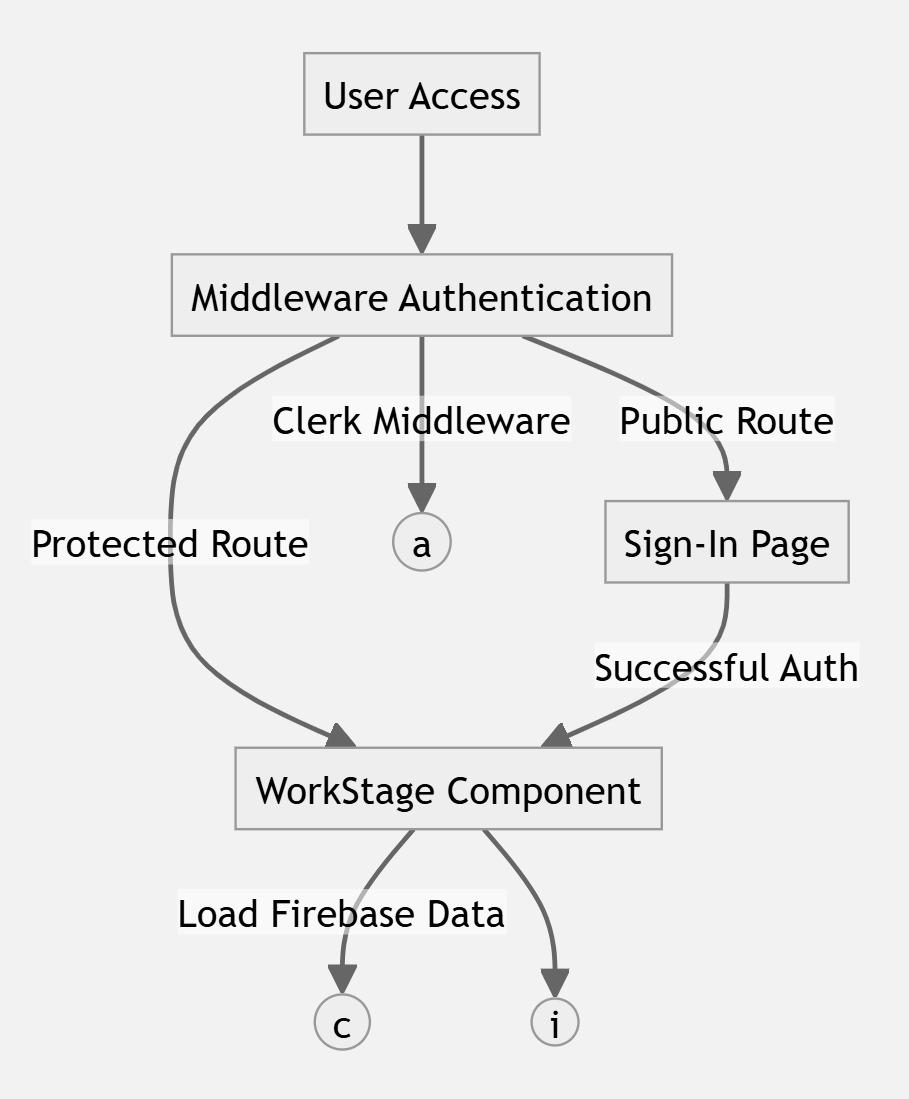 User Access
Middleware Authentication
Clerk Middleware
Public Route
Protected Route
a
Sign-In Page
Successful Auth
WorkStage Component
Load Firebase Data
c
i